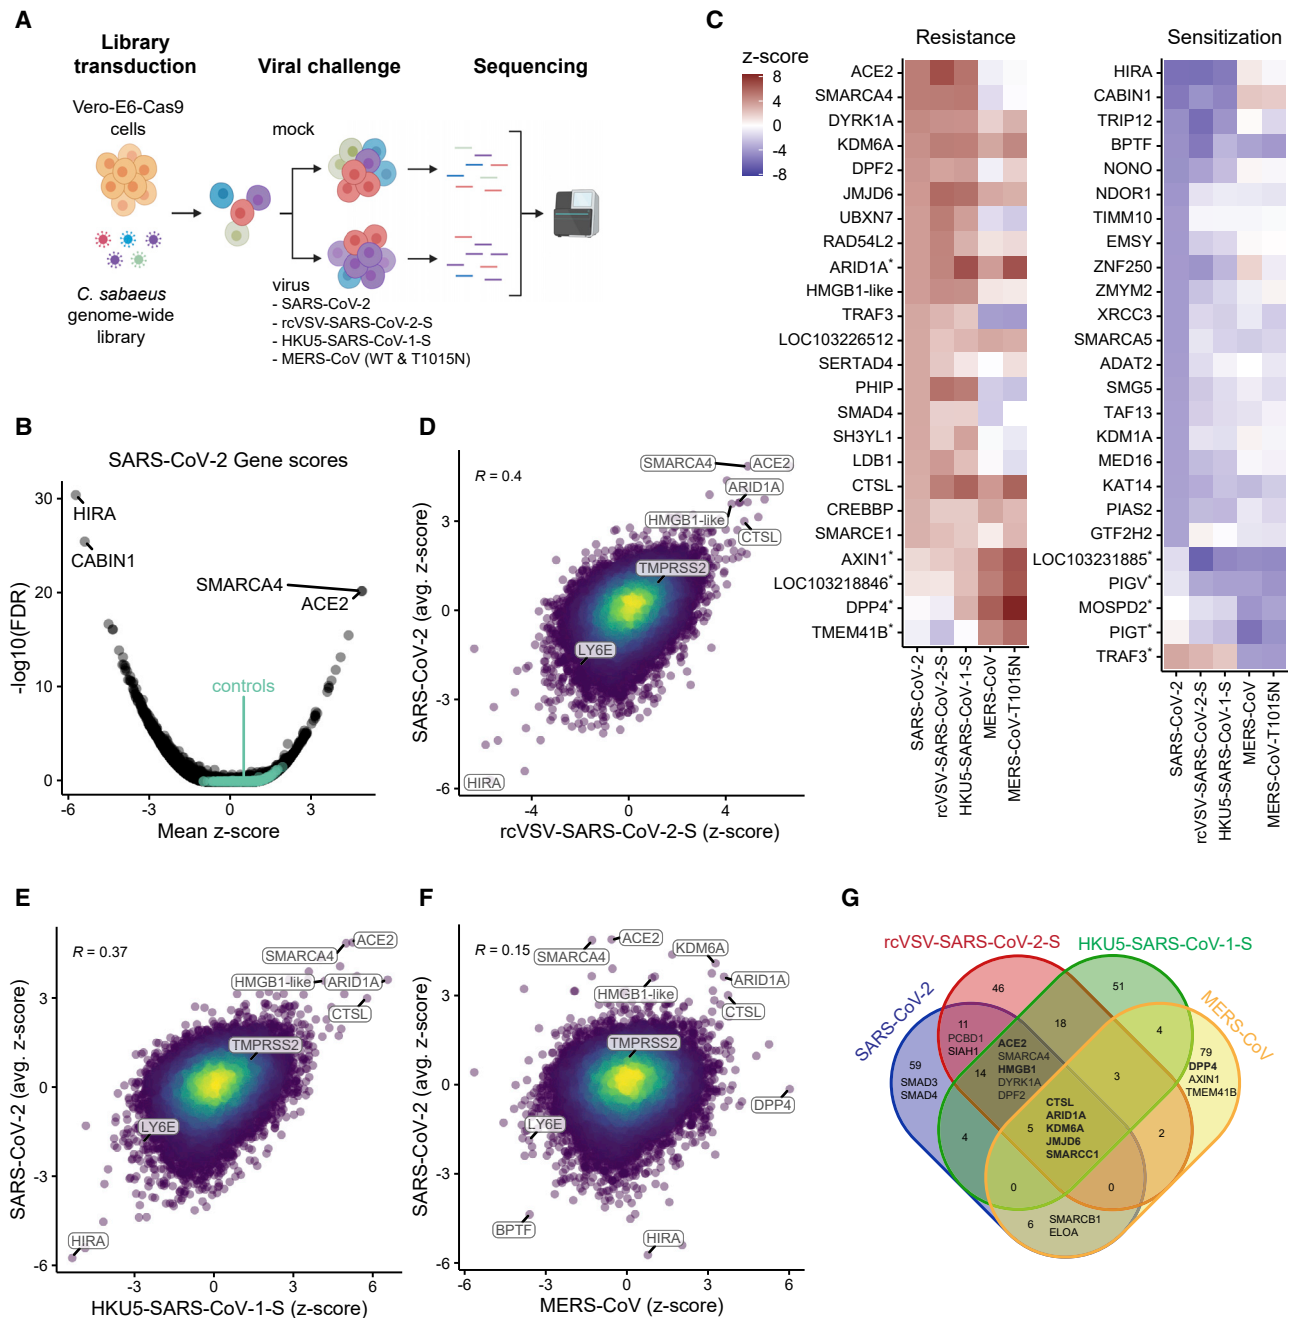 A
Library
transduction
Viral challenge
Sequencing
Vero-E6-Cas9
cells
mock
C. sabaeus
genome-wide
library
virus
- SARS-CoV-2
- rcVSV-SARS-CoV-2-S
- HKU5-SARS-CoV-1-S
- MERS-CoV (WT & T1015N)
B
SARS-CoV-2 Gene scores
30
20
10
0
-log10(FDR)
HIRA
CABIN1
SMARCA4
ACE2
controls
-6
-3
0
3
Mean z-score
C
z-score
8
4
0
-4
-8
Resistance
ACE2
SMARCA4
DYRK1A
KDM6A
DPF2
JMJD6
UBXN7
RAD54L2
ARID1A*
HMGB1-like
TRAF3
LOC103226512
SERTAD4
PHIP
SMAD4
SH3YL1
LDB1
CTSL
CREBBP
SMARCE1
AXIN1*
LOC103218846*
DPP4*
TMEM41B*
SARS-CoV-2
rcVSV-SARS-CoV-2-S
HKU5-SARS-CoV-1-S
MERS-CoV
MERS-CoV-T1015N
Sensitization
HIRA
CABIN1
TRIP12
BPTF
NONO
NDOR1
TIMM10
EMSY
ZNF250
ZMYM2
XRCC3
SMARCA5
ADAT2
SMG5
TAF13
KDM1A
MED16
KAT14
PIAS2
GTF2H2
LOC103231885*
PIGV*
MOSPD2*
PIGT*
TRAF3*
SARS-CoV-2
rcVSV-SARS-CoV-2-S
HKU5-SARS-CoV-1-S
MERS-CoV
MERS-CoV-T1015N
D
R = 0.4
SMARCA4
ACE2
ARID1A
HMGB1-like
CTSL
TMPRSS2
LY6E
HIRA
3
0
-3
-6
SARS-CoV-2 (avg. z-score)
-4
0
4
rcVSV-SARS-CoV-2-S (z-score)
E
R = 0.37
ACE2
SMARCA4
HMGB1-like
ARID1A
CTSL
TMPRSS2
LY6E
HIRA
3
0
-3
-6
SARS-CoV-2 (avg. z-score)
-3
0
3
6
HKU5-SARS-CoV-1-S (z-score)
F
R = 0.15
ACE2
SMARCA4
KDM6A
ARID1A
HMGB1-like
CTSL
TMPRSS2
DPP4
LY6E
BPTF
HIRA
3
0
-3
-6
SARS-CoV-2 (avg. z-score)
-6
-3
0
3
6
MERS-CoV (z-score)
G
rcVSV-SARS-CoV-2-S
HKU5-SARS-CoV-1-S
SARS-CoV-2
MERS-CoV
46
51
11
PCBD1
SIAH1
18
4
59
SMAD3
SMAD4
14
ACE2
SMARCA4
HMGB1
DYRK1A
DPF2
3
79
DPP4
AXIN1
TMEM41B
4
5
CTSL
ARID1A
KDM6A
JMJD6
SMARCC1
2
0
0
6
SMARCB1
ELOA